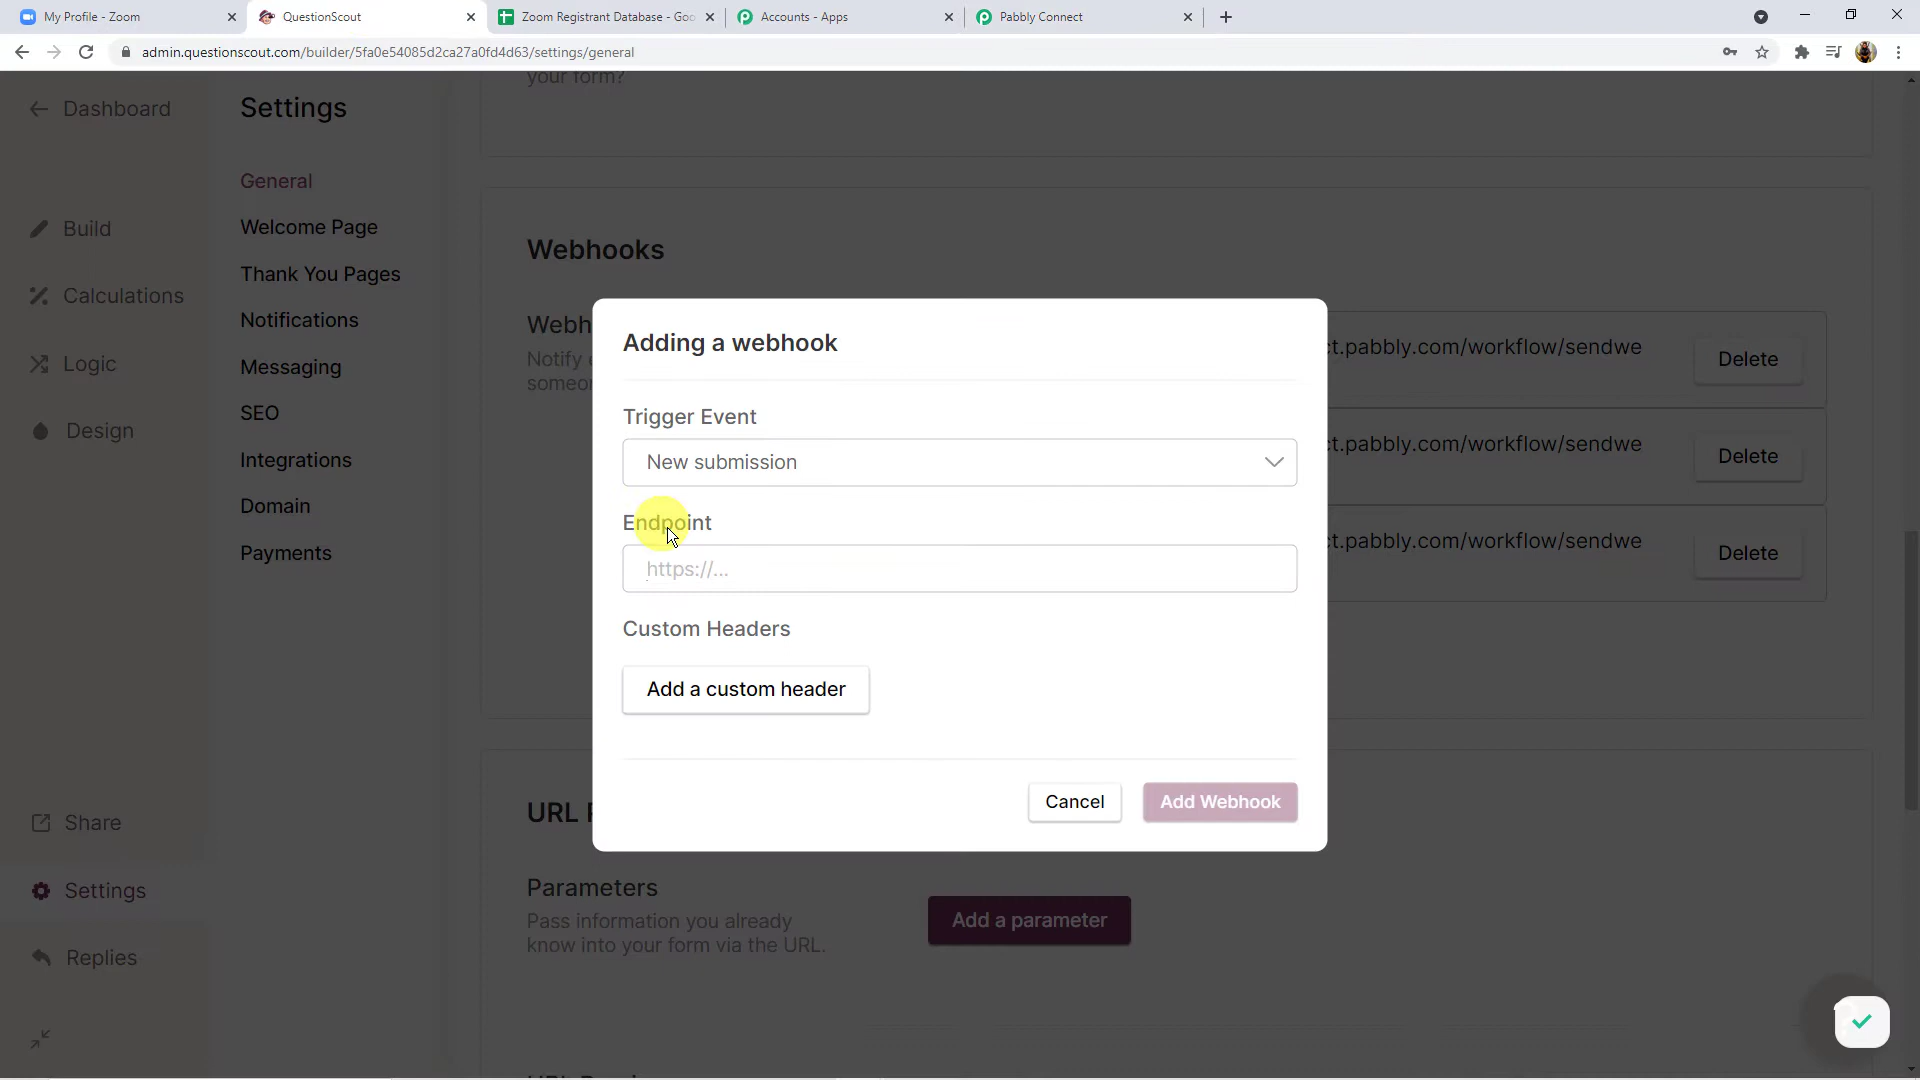 My Profile - Zoom
QuestionScout
Zoom Registrant Database - Goo
Accounts - Apps
Pabbly Connect
admin.questionscout.com/builder/5fa0e54085d2ca27a0fd4d63/settings/general
your form?
Dashboard
Build
Calculations
Logic
Design
Share
Settings
Replies
Settings
General
Welcome Page
Thank You Pages
Notifications
Messaging
SEO
Integrations
Domain
Payments
Webhooks
Webh
Notify
someo
ct.pabbly.com/workflow/sendwe
Delete
ct.pabbly.com/workflow/sendwe
Delete
ct.pabbly.com/workflow/sendwe
Delete
Adding a webhook
Trigger Event
New submission
Endpoint
https://...
Custom Headers
Add a custom header
Cancel
Add Webhook
URL
Parameters
Pass information you already
know into your form via the URL.
Add a parameter